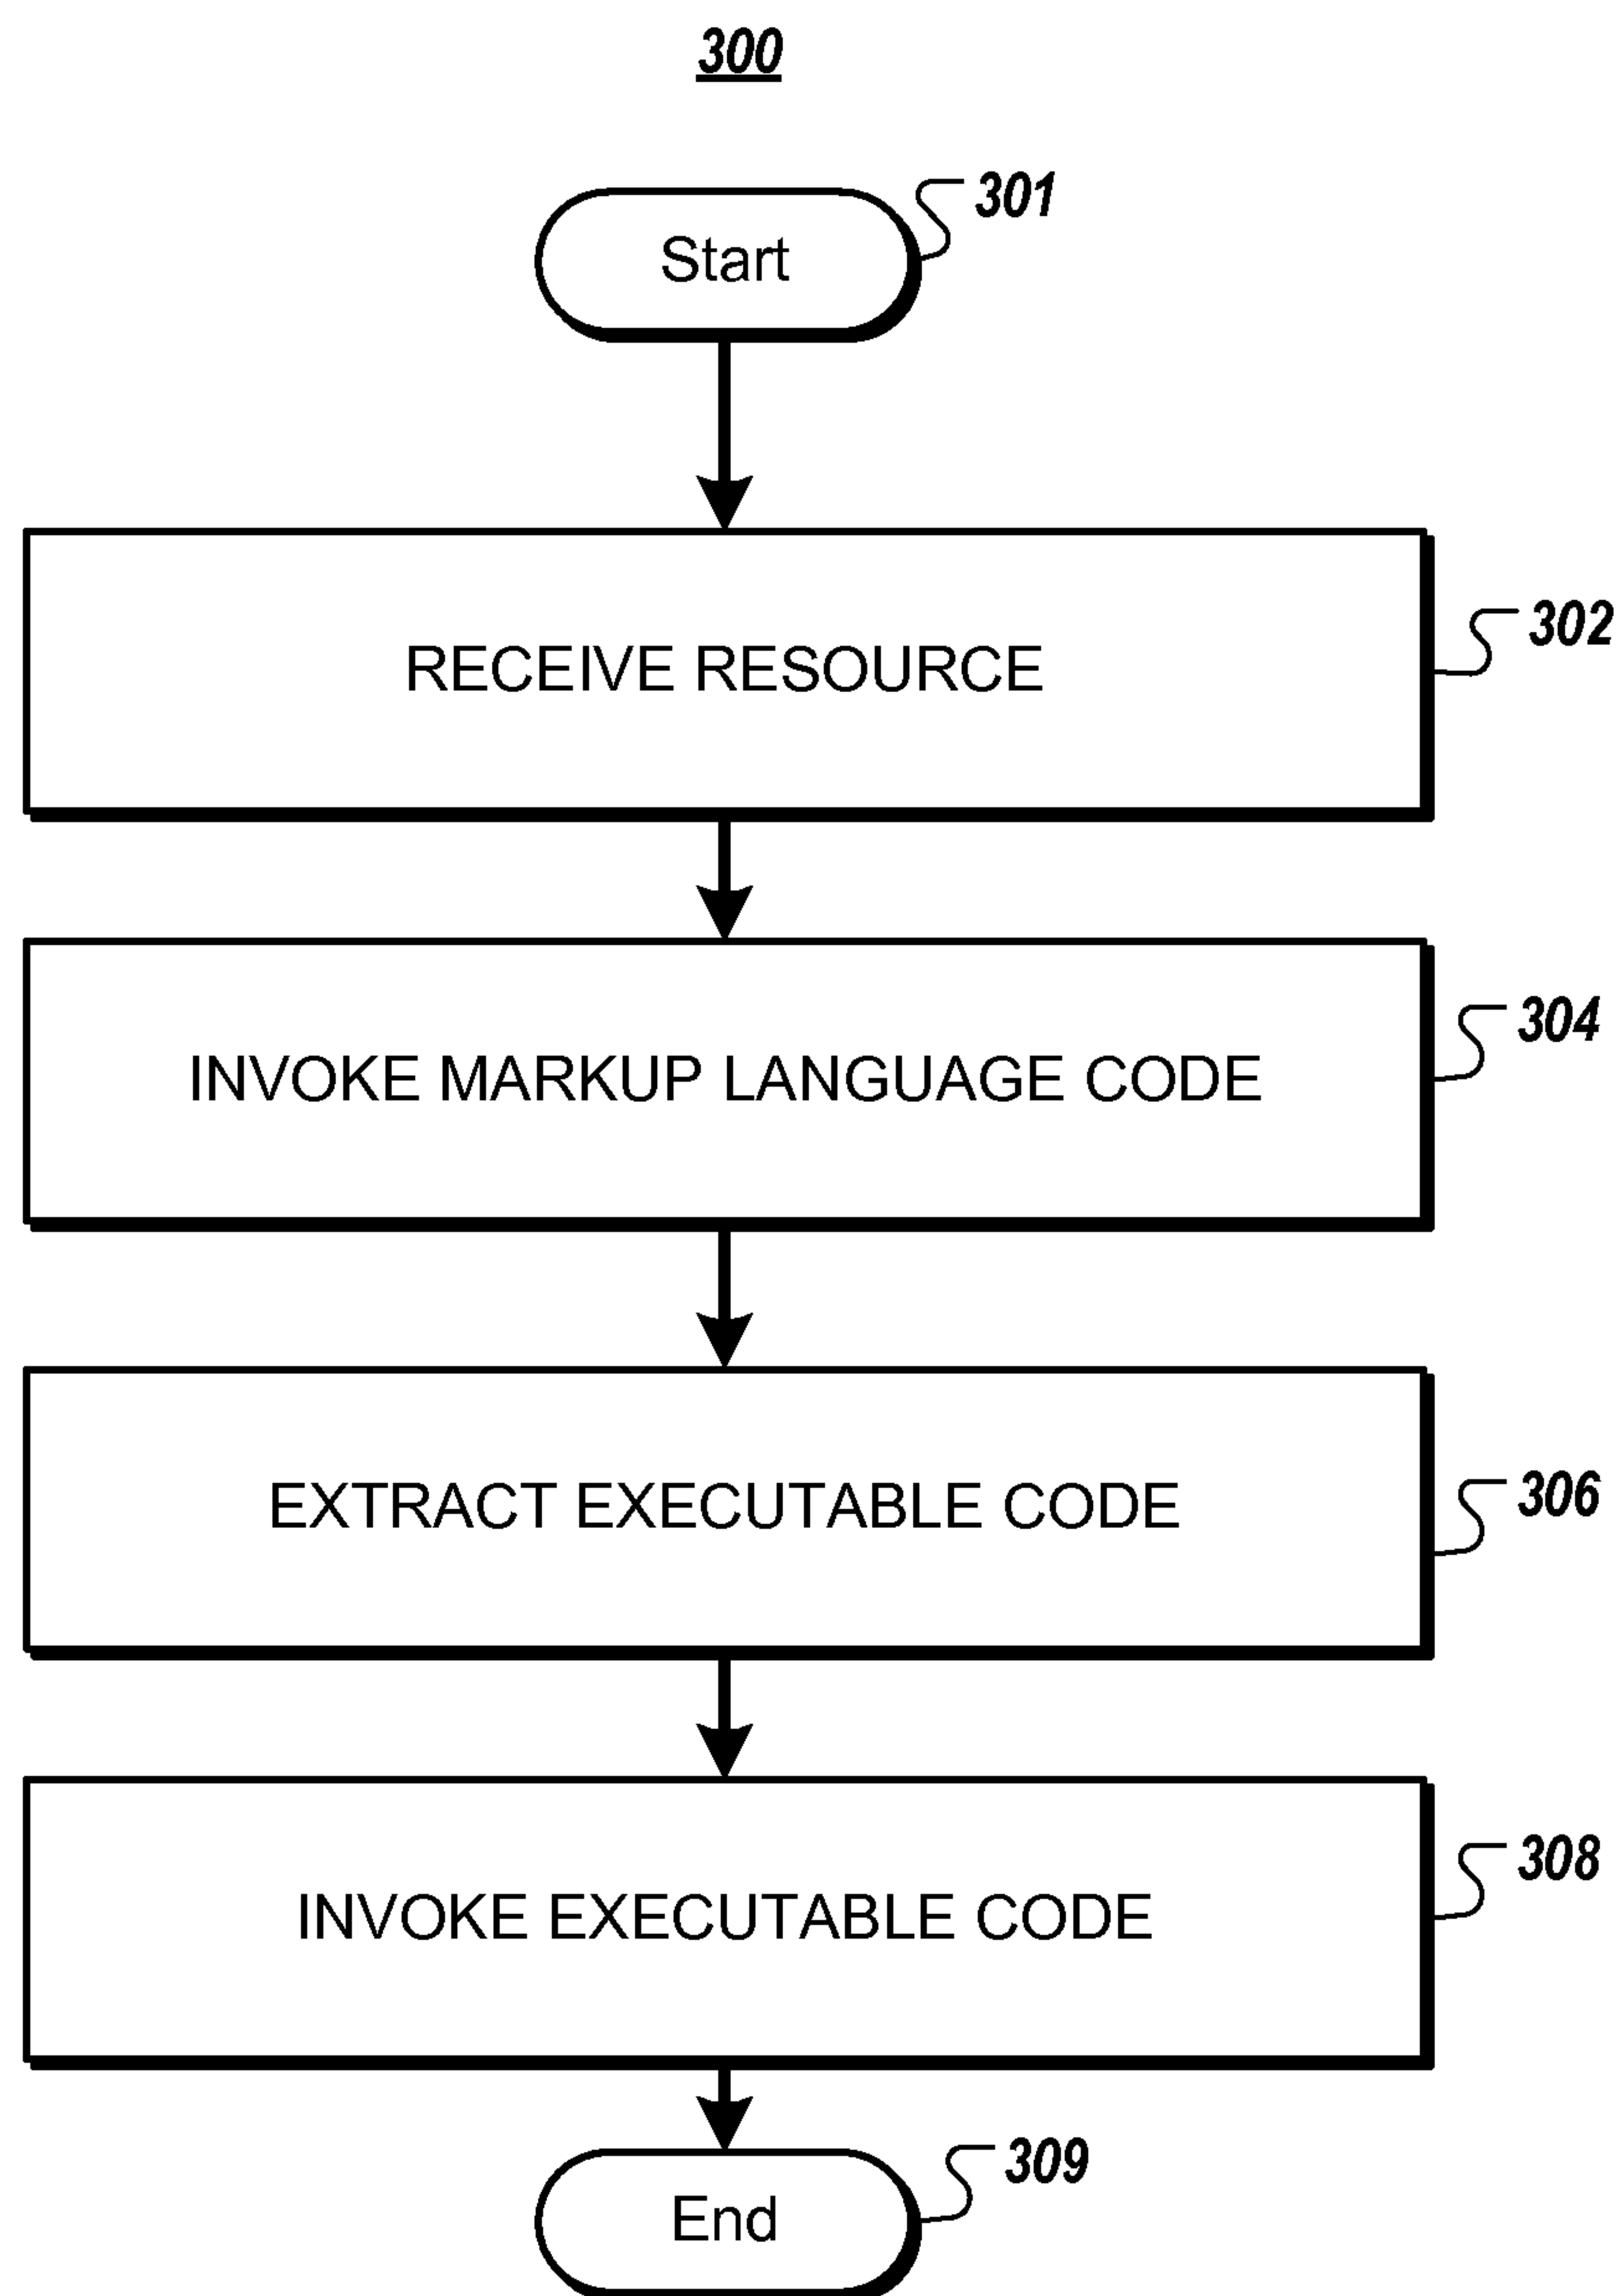 300
Start
301
RECEIVE RESOURCE
302
INVOKE MARKUP LANGUAGE CODE
304
EXTRACT EXECUTABLE CODE
306
INVOKE EXECUTABLE CODE
308
End
309